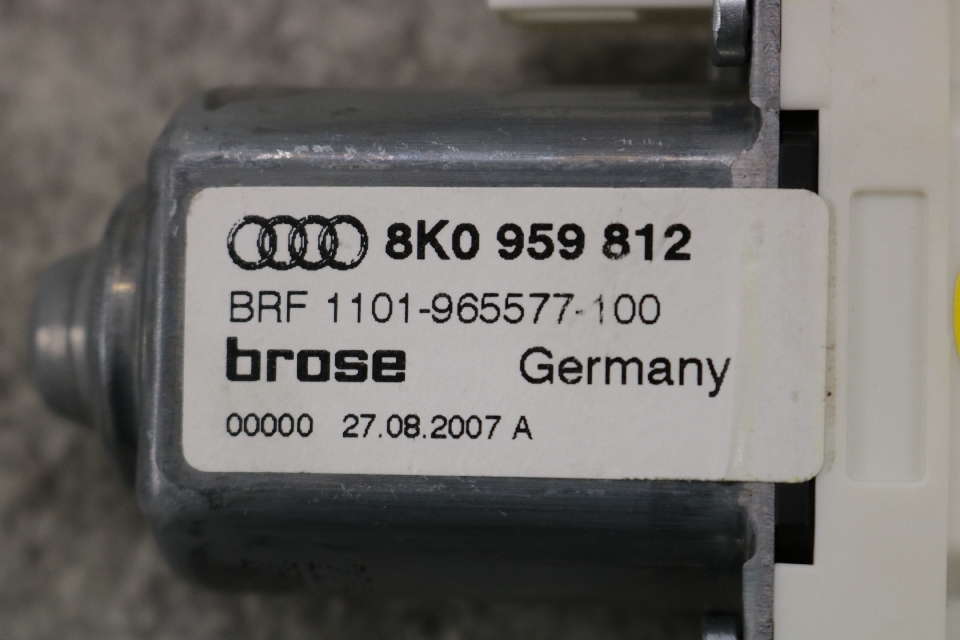 8K0 959 812
BRF 1101-965577-100
brose Germany
00000 27.08.2007 A